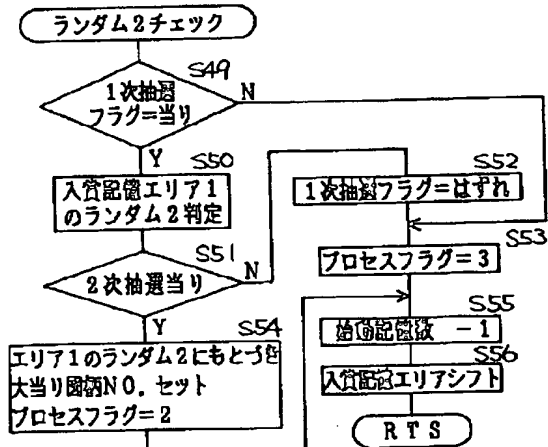 ランダム2チェック
S49
1次抽選
フラグ=当り
N
Y
S50
入賞記憶エリア1
のランダム2判定
S51
2次抽選当り
N
Y
S54
エリア1のランダム2にもとづき
大当り図柄NO. セット
プロセスフラグ=2
S52
1次抽選フラグ=はずれ
S53
プロセスフラグ=3
S55
始動記憶数 -1
S56
入賞記憶エリアシフト
RTS